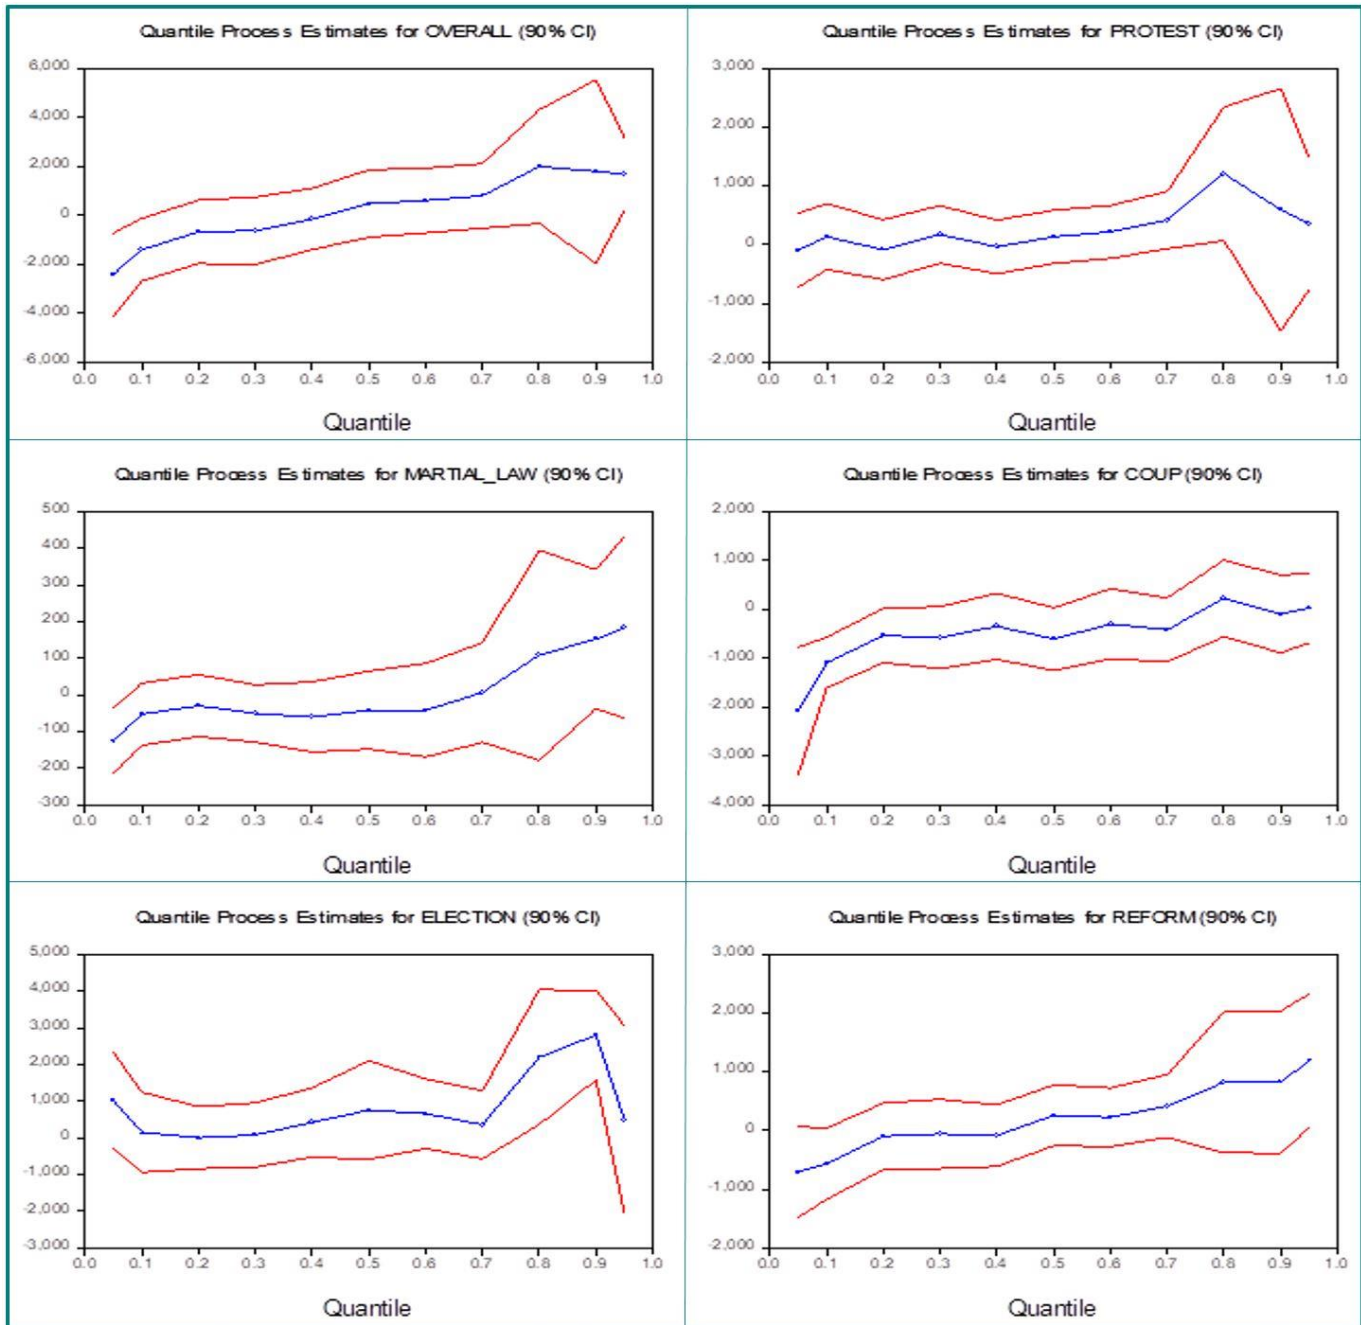 Quantile Process Estimates for OVERALL (90% CI)
6,000
4,000
2,000
0
-2,000
-4,000
-6,000
0.0 0.1 0.2 0.3 0.4 0.5 0.6 0.7 0.8 0.9 1.0
Quantile
Quantile Process Estimates for PROTEST (90% CI)
3,000
2,000
1,000
0
-1,000
-2,000
0.0 0.1 0.2 0.3 0.4 0.5 0.6 0.7 0.8 0.9 1.0
Quantile
Quantile Process Estimates for MARTIAL_LAW (90% CI)
500
400
300
200
100
0
-100
-200
-300
0.0 0.1 0.2 0.3 0.4 0.5 0.6 0.7 0.8 0.9 1.0
Quantile
Quantile Process Estimates for COUP (90% CI)
2,000
1,000
0
-1,000
-2,000
-3,000
-4,000
0.0 0.1 0.2 0.3 0.4 0.5 0.6 0.7 0.8 0.9 1.0
Quantile
Quantile Process Estimates for ELECTION (90% CI)
5,000
4,000
3,000
2,000
1,000
0
-1,000
-2,000
-3,000
0.0 0.1 0.2 0.3 0.4 0.5 0.6 0.7 0.8 0.9 1.0
Quantile
Quantile Process Estimates for REFORM (90% CI)
3,000
2,000
1,000
0
-1,000
-2,000
0.0 0.1 0.2 0.3 0.4 0.5 0.6 0.7 0.8 0.9 1.0
Quantile